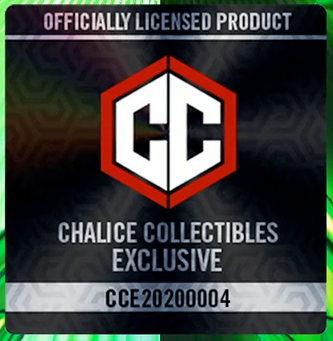 OFFICIALLY LICENSED PRODUCT
CC
CHALICE COLLECTIBLES
EXCLUSIVE
CCE20200004